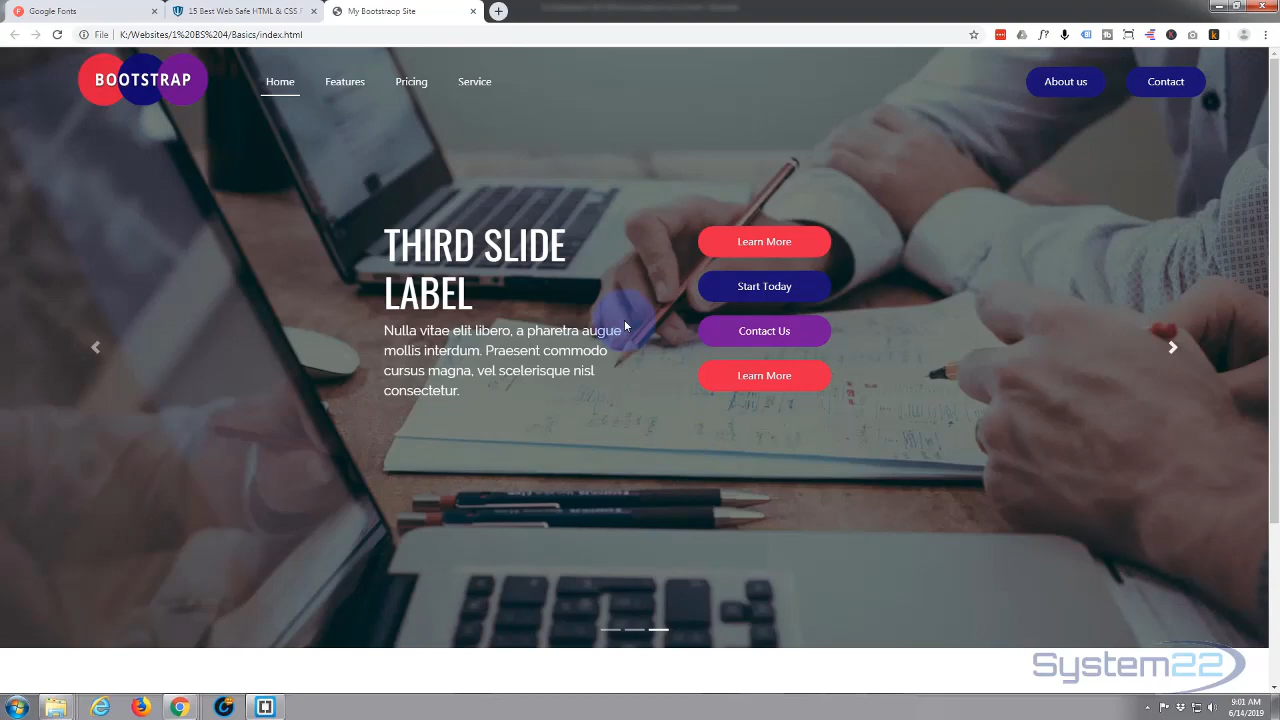 Google Fonts
15 Best Web Safe HTML & CSS F
My Bootstraop Site
File
K:/Websites/1%20BS%204/Basics/index.html
BOOTSTRAP
Home
Features
Pricing
Service
About us
Contact
THIRD SLIDE
LABEL
Nulla vitae elit libero, a pharetra augue
mollis interdum. Praesent commodo
cursus magna, vel scelerisque nisl
consectetur.
Learn More
Start Today
Contact Us
Learn More
System22
9:01 AM
6/14/2019